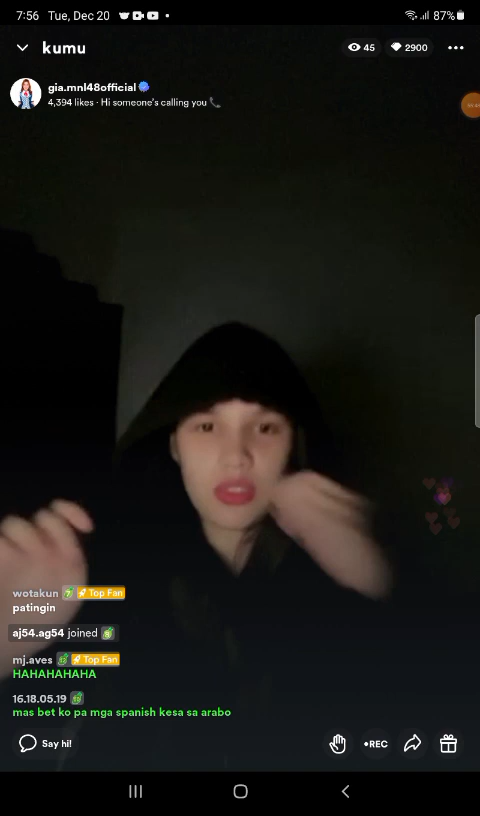 7:56 Tue, Dec 20 87%
kumu 45 2900
gia.mnl48official
4,394 likes · Hi someone's calling you 📞
wotakun Top Fan
patingin
aj54.ag54 joined
mj.aves Top Fan
HAHAHAHAHA
16.18.05.19
mas bet ko pa mga spanish kesa sa arabo
Say hi! •REC